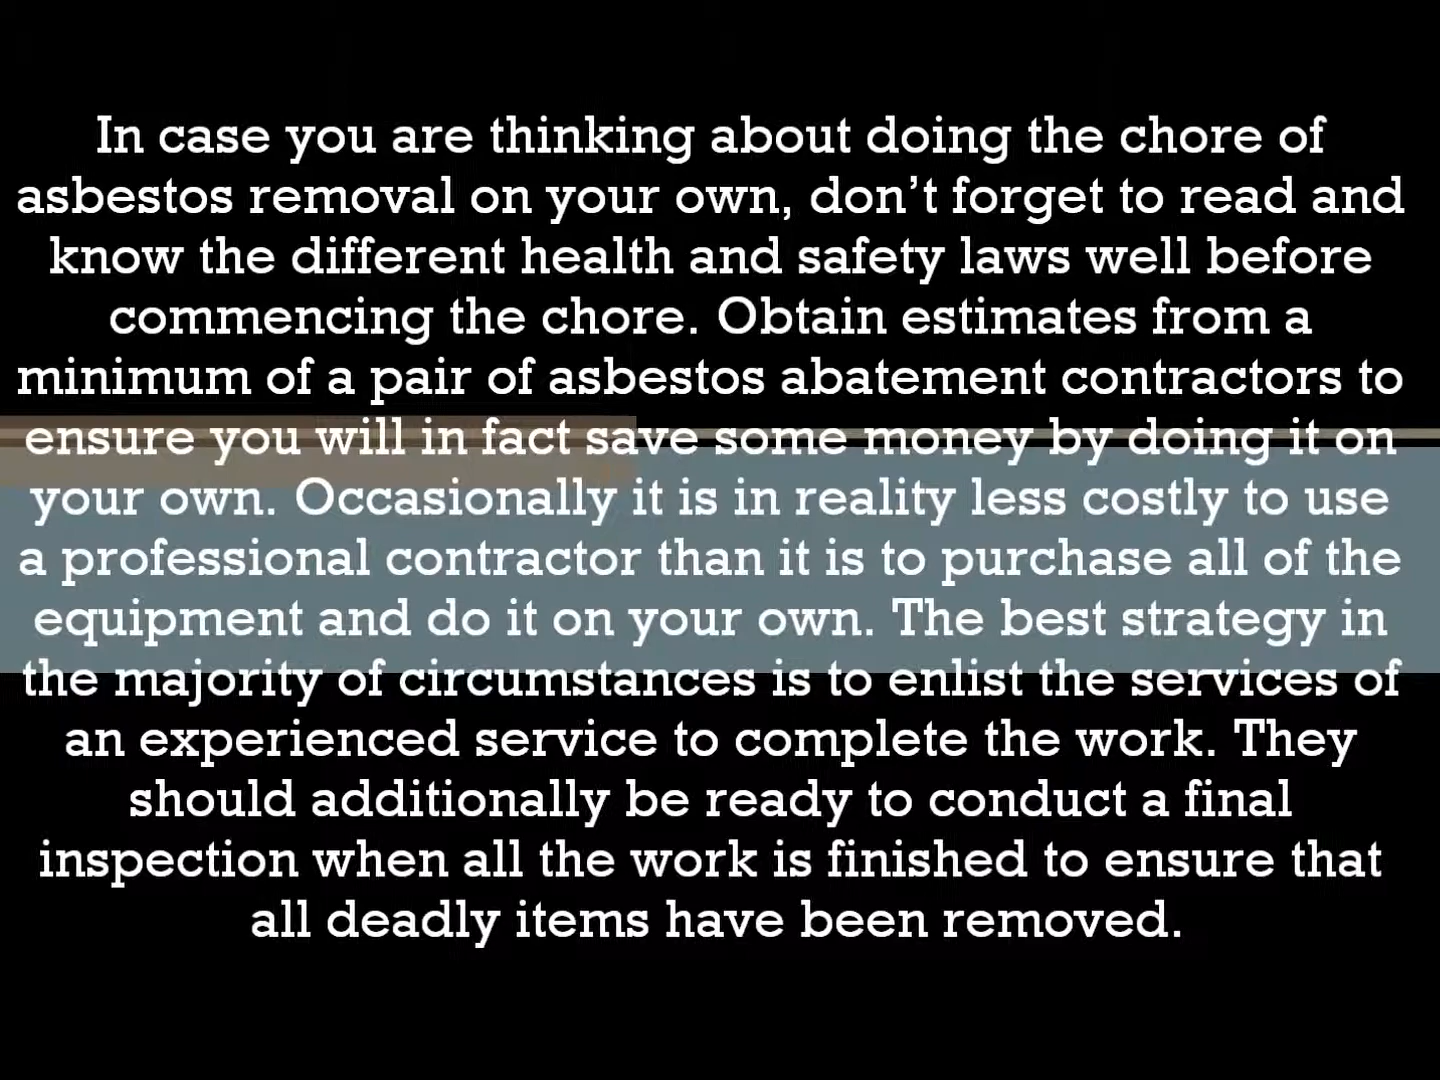 In case you are thinking about doing the chore of
asbestos removal on your own, don’t forget to read and
know the different health and safety laws well before
commencing the chore. Obtain estimates from a
minimum of a pair of asbestos abatement contractors to
ensure you will in fact save some money by doing it on
your own. Occasionally it is in reality less costly to use
a professional contractor than it is to purchase all of the
equipment and do it on your own. The best strategy in
the majority of circumstances is to enlist the services of
an experienced service to complete the work. They
should additionally be ready to conduct a final
inspection when all the work is finished to ensure that
all deadly items have been removed.